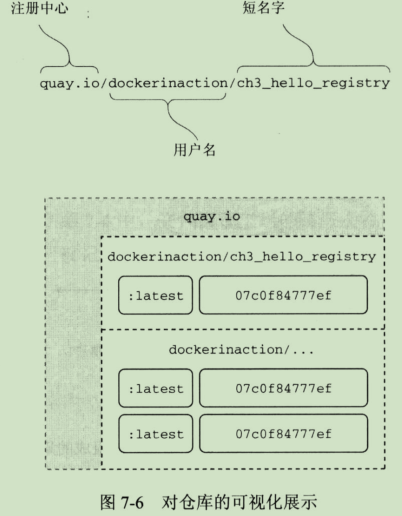 注册中心 短名字
quay.io/dockerinaction/ch3_hello_registry
用户名
quay.io
dockerinaction/ch3_hello_registry
:latest 07c0f84777ef
dockerinaction/...
:latest 07c0f84777ef
:latest 07c0f84777ef
图 7-6 对仓库的可视化展示